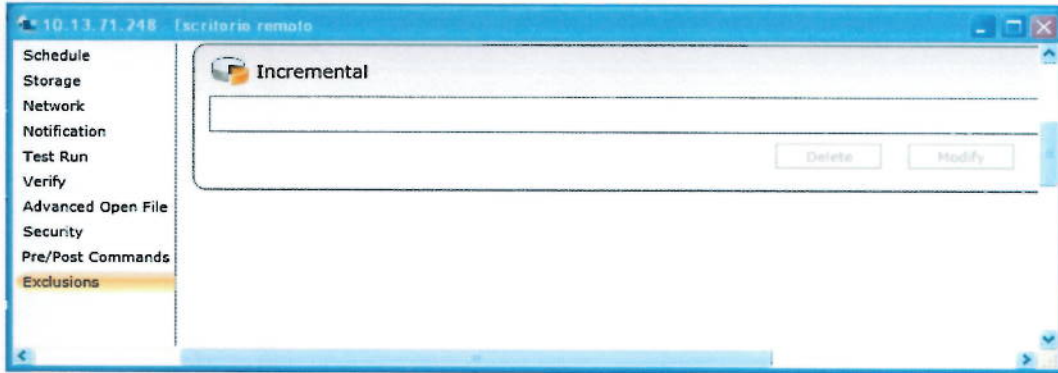 10.13.71.248 - Escritorio remoto
Schedule
Storage
Network
Notification
Test Run
Verify
Advanced Open File
Security
Pre/Post Commands
Exclusions
Incremental
Delete
Modify